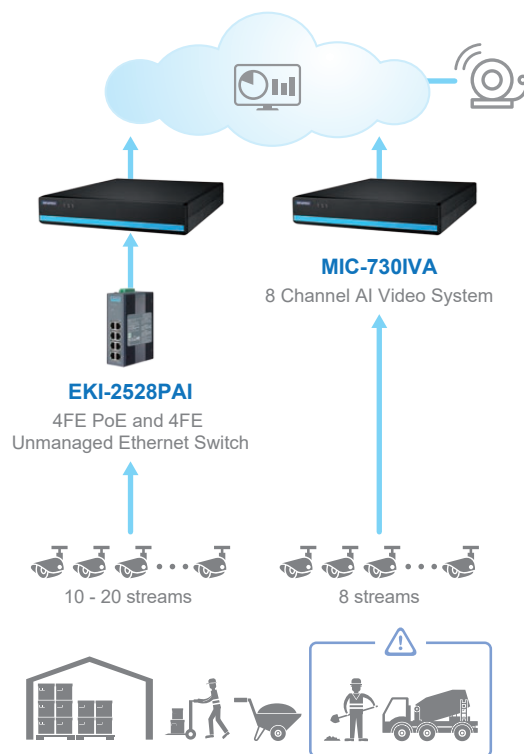 MIC-730IVA
8 Channel AI Video System
EKI-2528PAI
4FE PoE and 4FE
Unmanaged Ethernet Switch
10 - 20 streams
8 streams